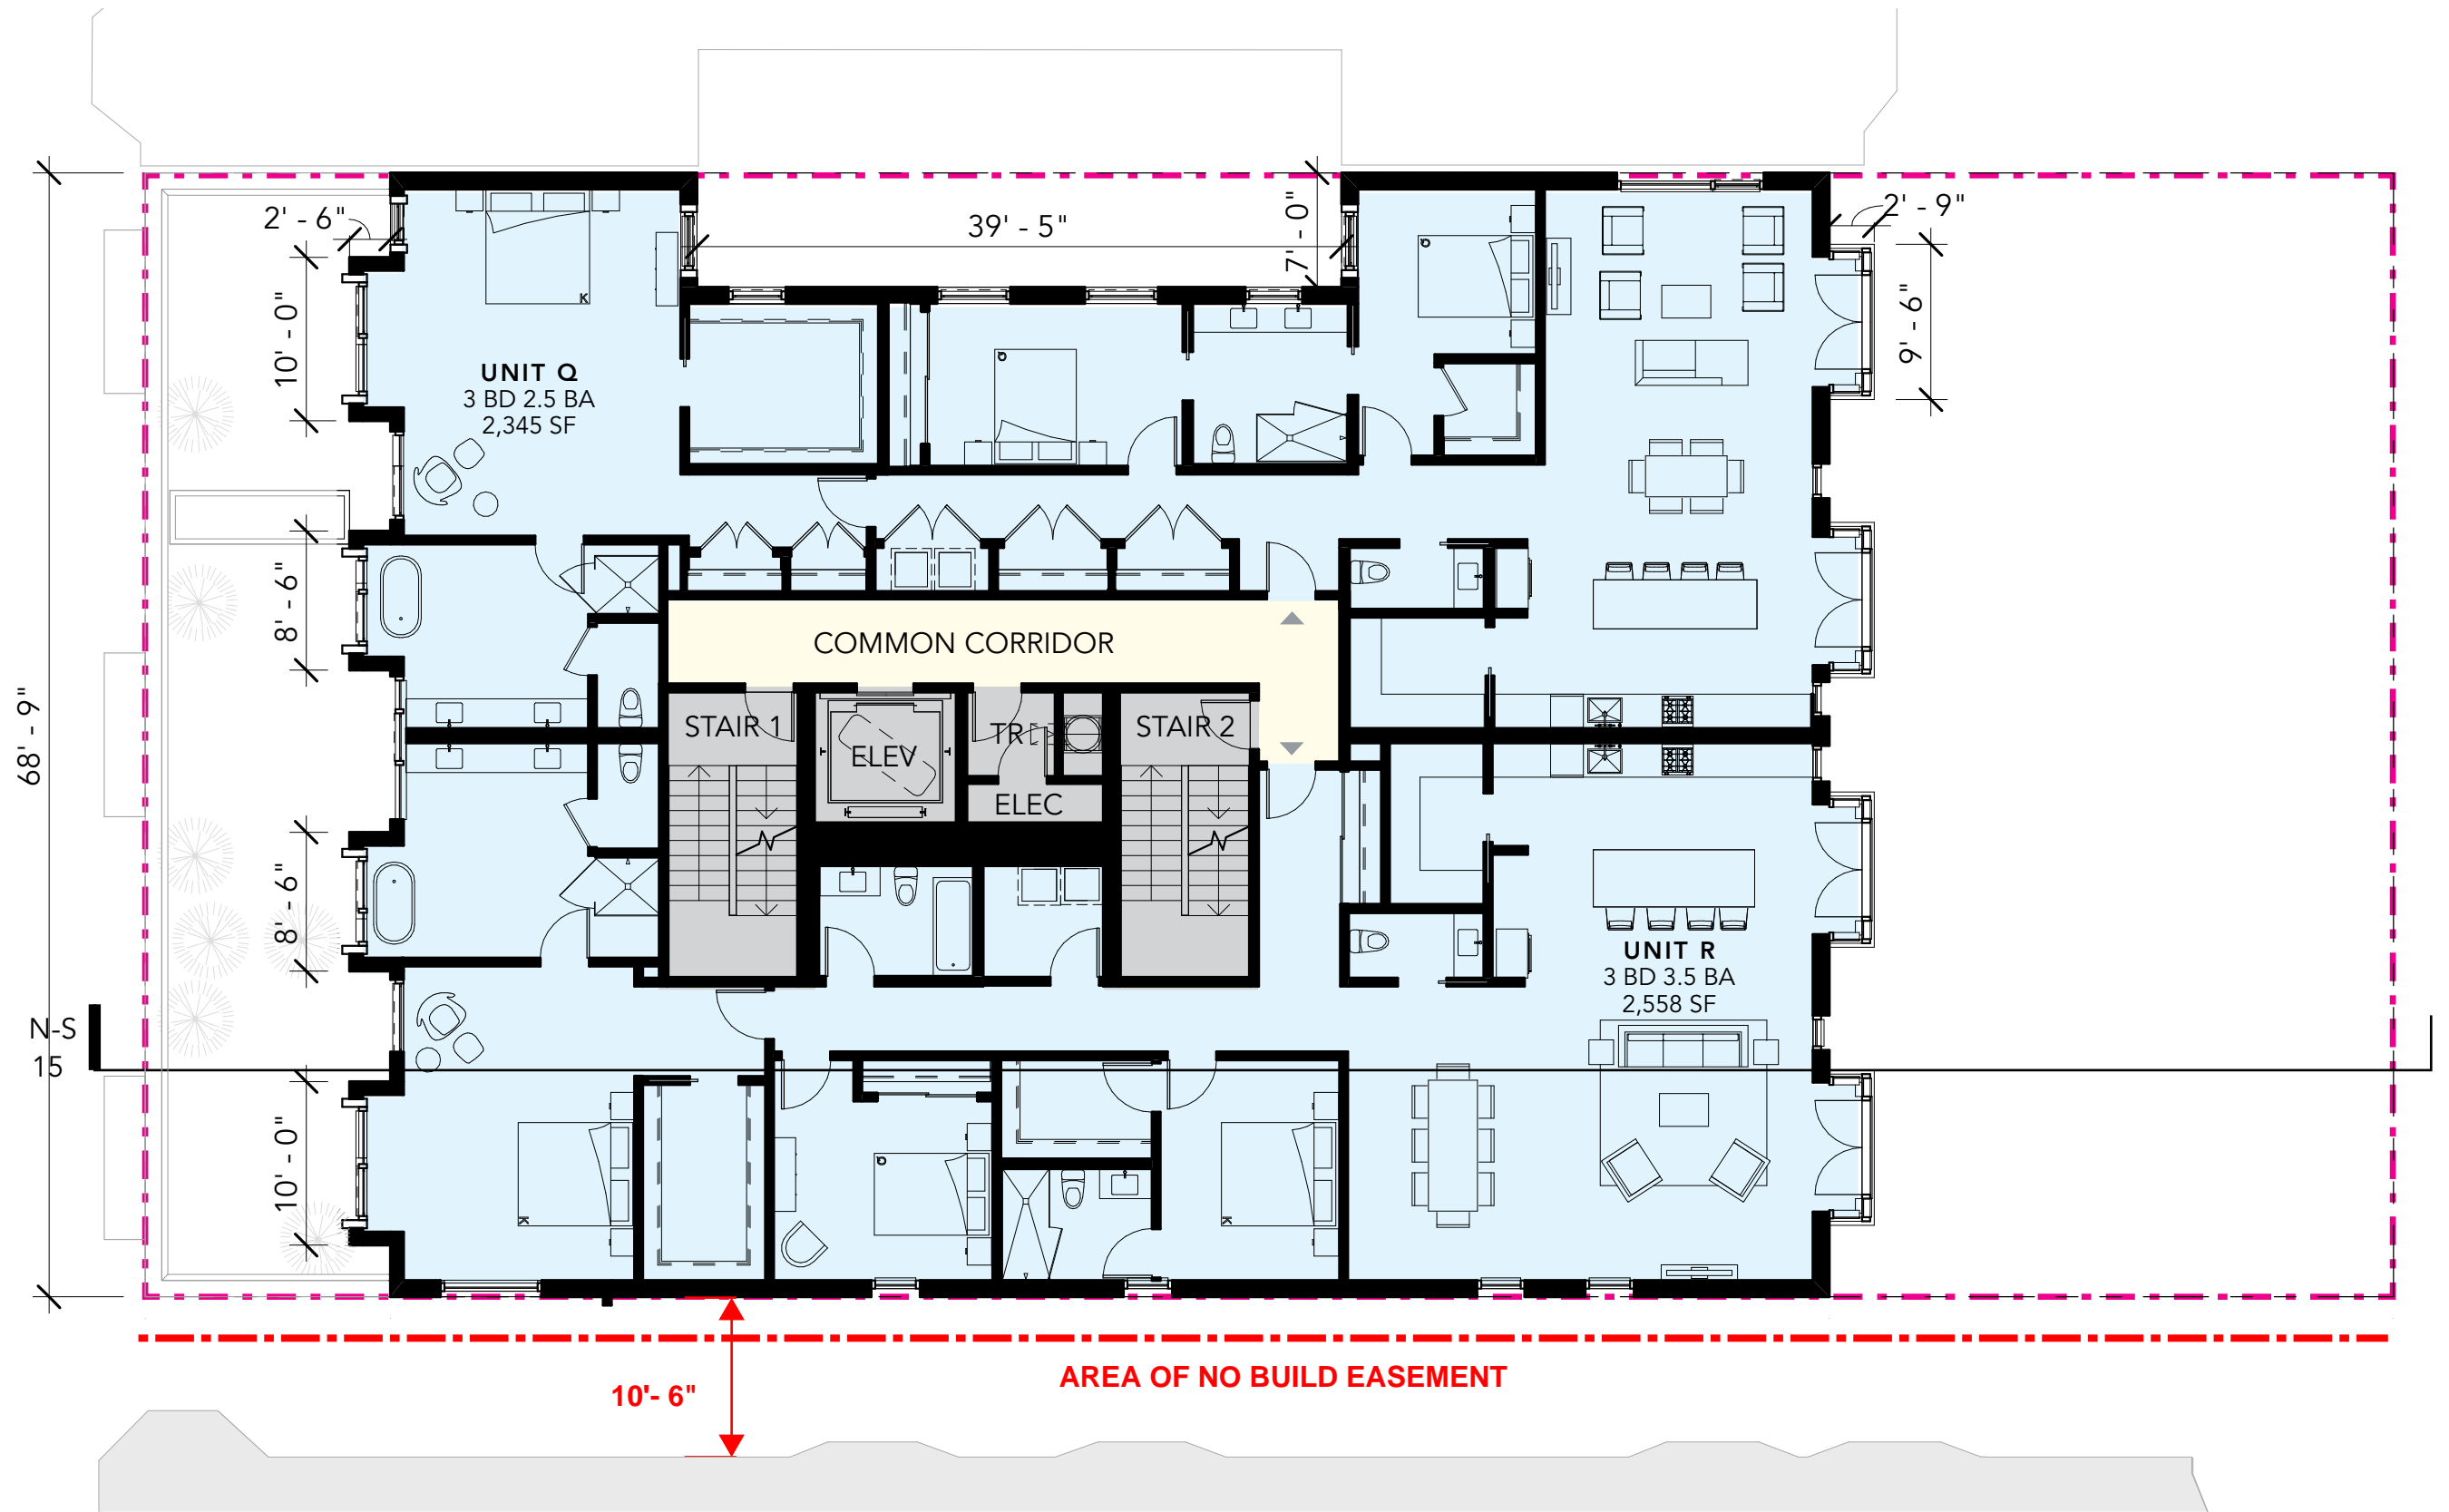 2' - 6"
39' - 5"
7' - 0"
2' - 9"
10' - 0"
9' - 6"
UNIT Q
3 BD 2.5 BA
2,345 SF
K
Q
Q
8' - 6"
COMMON CORRIDOR
68' - 9"
STAIR 1
ELEV
TR
STAIR 2
ELEC
8' - 6"
UNIT R
3 BD 3.5 BA
2,558 SF
N-S
15
10' - 0"
K
Q
K
10'- 6"
AREA OF NO BUILD EASEMENT